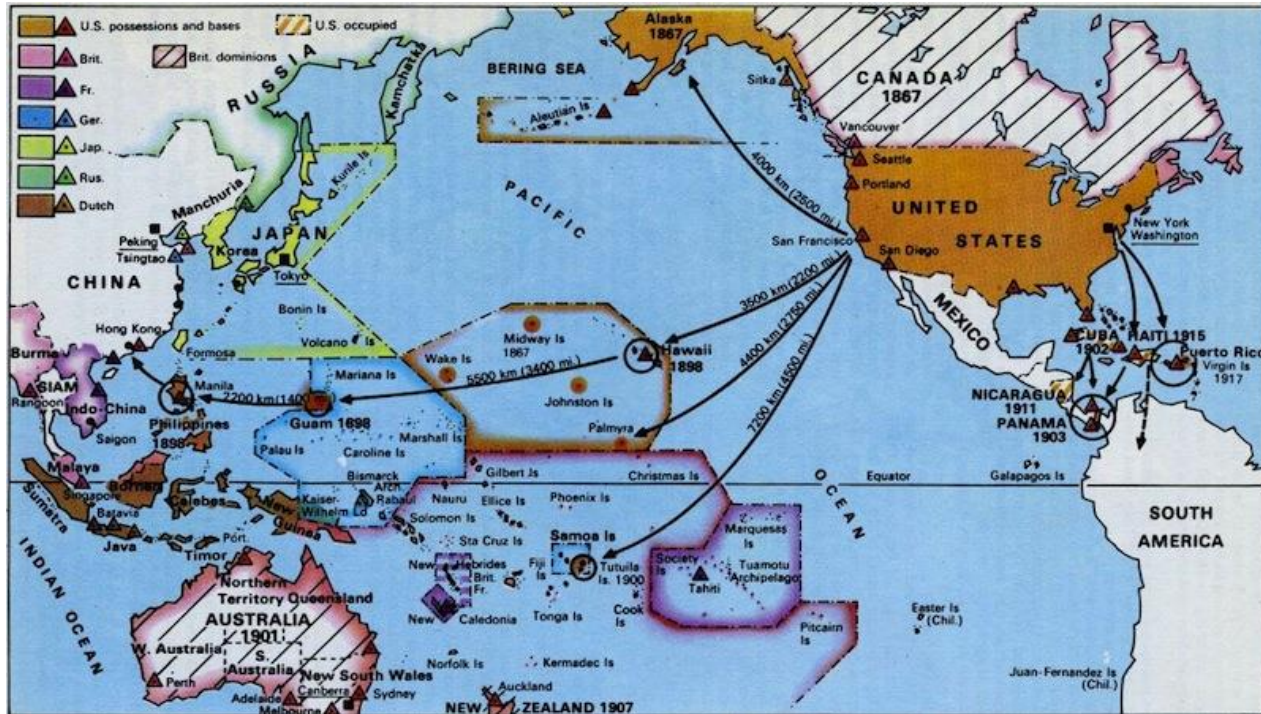 U.S. possessions and bases
U.S. occupied
Brit.
Brit. dominions
Fr.
Ger.
Jap.
Rus.
Dutch
RUSSIA
Kamchatka
BERING SEA
Alaska
1867
Sitka
Aleutian Is
CANADA
1867
Vancouver
Seattle
Portland
UNITED
STATES
San Francisco
San Diego
New York
Washington
4000 km (2500 mi.)
3500 km (2200 mi.)
4400 km (2750 mi.)
7200 km (4500 mi.)
5500 km (3400 mi.)
2200 km (1400 mi.)
PACIFIC
OCEAN
Kurile Is
Manchuria
Peking
Tsingtao
Korea
JAPAN
Tokyo
CHINA
Hong Kong
Formosa
Bonin Is
Volcano Is
Mariana Is
Wake Is
Midway Is
1867
Hawaii
1898
Johnston Is
Palmyra
Burma
SIAM
Rangoon
Indo-China
Saigon
Manila
Philippines
1898
Guam 1898
Palau Is
Caroline Is
Marshall Is
Malaya
Singapore
Sumatra
Borneo
Celebes
Batavia
Java
Port.
Timor
New
Guinea
Kaiser-
Wilhelm Ld
Bismarck
Arch
Rabaul
Nauru
Gilbert Is
Ellice Is
Solomon Is
Sta Cruz Is
Phoenix Is
Christmas Is
Equator
Galapagos Is
MEXICO
CUBA
1902
HAITI 1915
Puerto Rico
Virgin Is
1917
NICARAGUA
1911
PANAMA
1903
SOUTH
AMERICA
INDIAN OCEAN
Northern
Territory
Queensland
AUSTRALIA
1901
W. Australia
S.
Australia
New South Wales
Perth
Adelaide
Canberra
Sydney
Melbourne
New Hebrides
Brit.
Fr.
New Caledonia
Fiji
Is
Samoa Is
Tutuila
Is. 1900
Tonga Is
Cook
Is
Society
Is
Tahiti
Marquesas
Is
Tuamotu
Archipelago
Pitcairn
Is
Easter Is
(Chil.)
Juan-Fernandez Is
(Chil.)
Norfolk Is
Kermadec Is
Auckland
NEW ZEALAND 1907